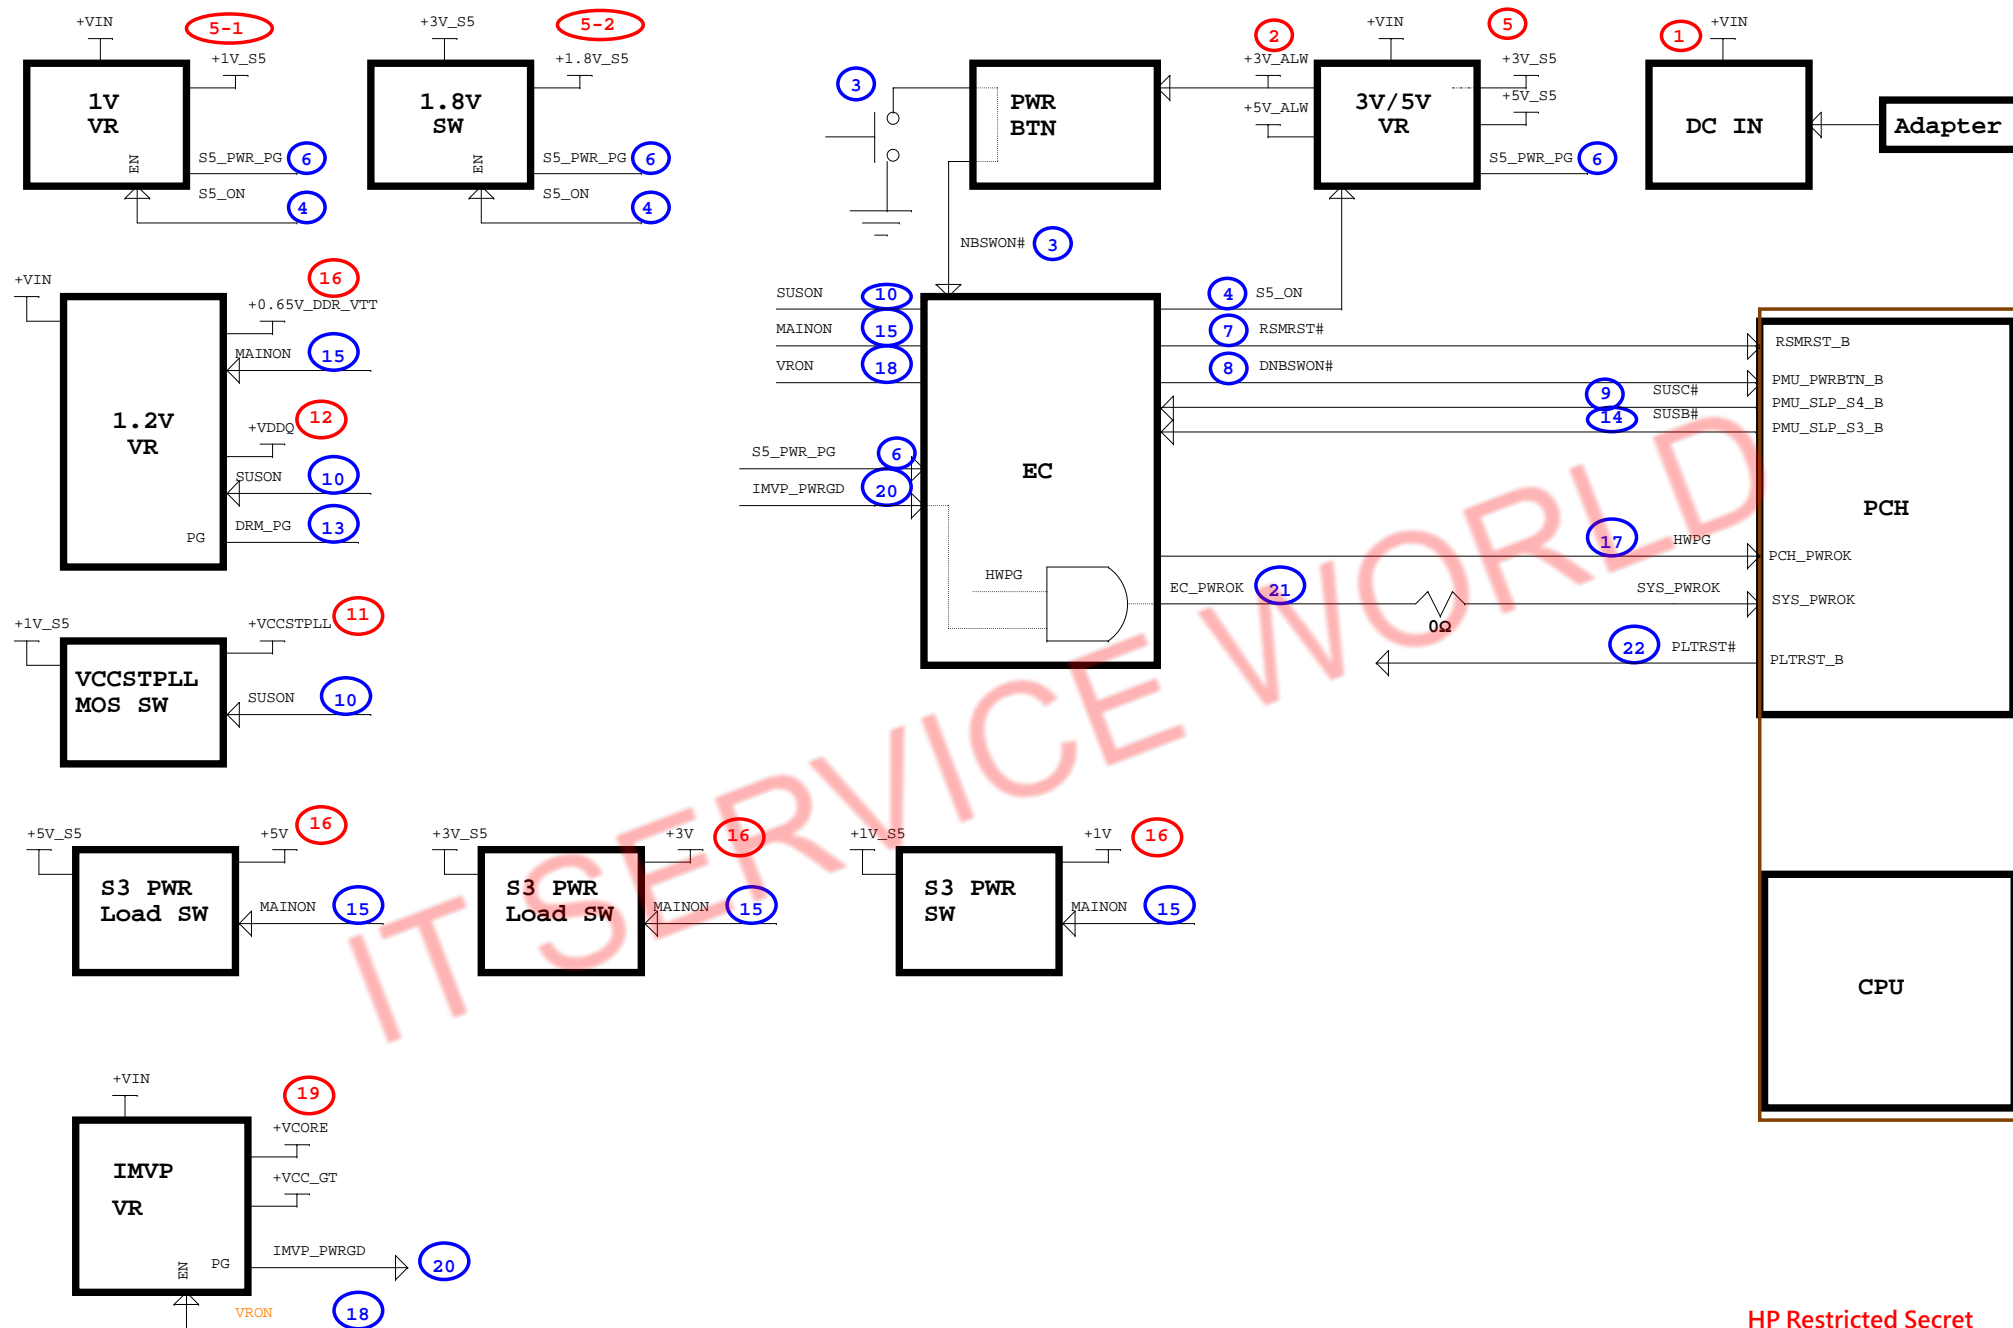 +VIN
5-1
+1V_S5
1V
VR
EN
S5_PWR_PG
6
S5_ON
4
+3V_S5
5-2
+1.8V_S5
1.8V
SW
EN
S5_PWR_PG
6
S5_ON
4
3
PWR
BTN
NBSWON#
3
2
+3V_ALW
+5V_ALW
+VIN
5
+3V_S5
+5V_S5
3V/5V
VR
S5_PWR_PG
6
1
+VIN
DC IN
Adapter
+VIN
16
+0.65V_DDR_VTT
MAINON
15
1.2V
VR
12
+VDDQ
SUSON
10
DRM_PG
13
PG
SUSON
10
MAINON
15
VRON
18
S5_PWR_PG
6
IMVP_PWRGD
20
EC
HWPG
4
S5_ON
7
RSMRST#
8
DNBSWON#
9
SUSC#
14
SUSB#
17
HWPG
EC_PWROK
21
0Ω
SYS_PWROK
22
PLTRST#
RSMRST_B
PMU_PWRBTN_B
PMU_SLP_S4_B
PMU_SLP_S3_B
PCH
PCH_PWROK
SYS_PWROK
PLTRST_B
+1V_S5
+VCCSTPLL
11
VCCSTPLL
MOS SW
SUSON
10
+5V_S5
+5V
16
S3 PWR
Load SW
MAINON
15
+3V_S5
+3V
16
S3 PWR
Load SW
MAINON
15
+1V_S5
+1V
16
S3 PWR
SW
MAINON
15
CPU
+VIN
19
+VCORE
+VCC_GT
IMVP
VR
IMVP_PWRGD
20
PG
EN
VRON
18
IT SERVICE WORLD
HP Restricted Secret